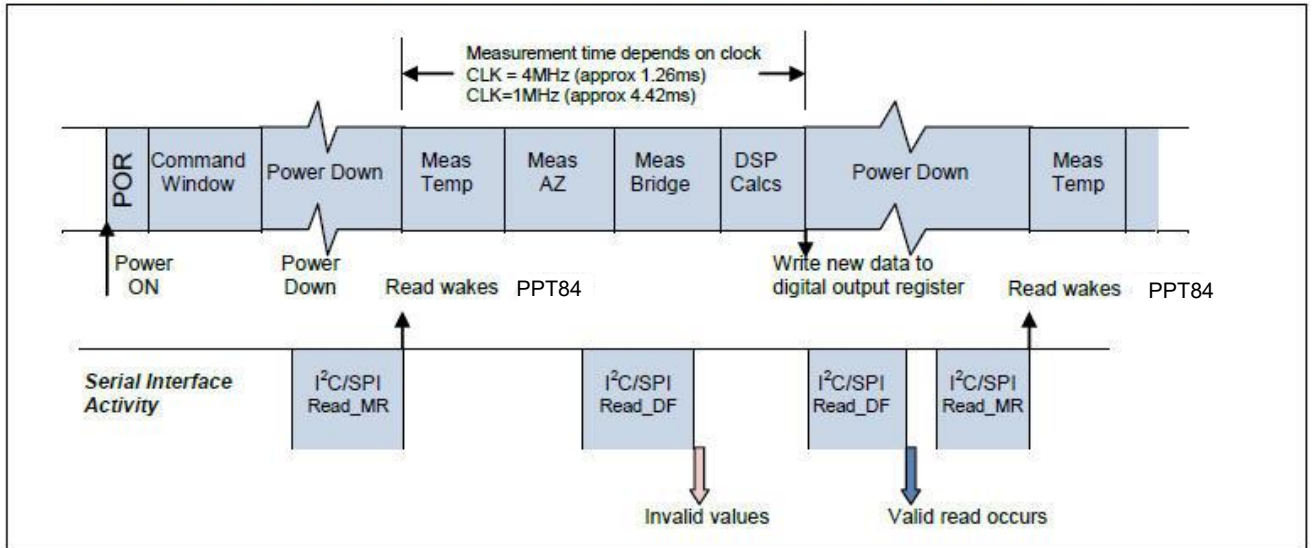 Measurement time depends on clock
CLK = 4MHz (approx 1.26ms)
CLK=1MHz (approx 4.42ms)
POR
Command
Window
Power Down
Meas
Temp
Meas
AZ
Meas
Bridge
DSP
Calcs
Power Down
Meas
Temp
Power
ON
Power
Down
Read wakes PPT84
Write new data to
digital output register
Read wakes PPT84
Serial Interface
Activity
I²C/SPI
Read_MR
I²C/SPI
Read_DF
I²C/SPI
Read_DF
I²C/SPI
Read_MR
Invalid values
Valid read occurs